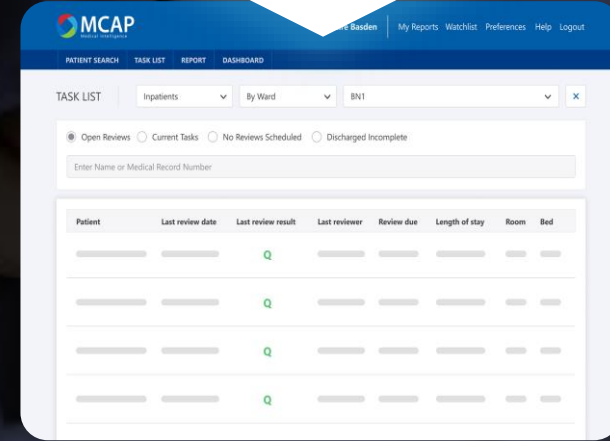 MCAP
Medical Intelligence
Basden
My Reports Watchlist Preferences Help Logout
PATIENT SEARCH TASK LIST REPORT DASHBOARD
TASK LIST Inpatients By Ward BN1
Open Reviews Current Tasks No Reviews Scheduled Discharged Incomplete
Enter Name or Medical Record Number
Patient Last review date Last review result Last reviewer Review due Length of stay Room Bed
Q
Q
Q
Q